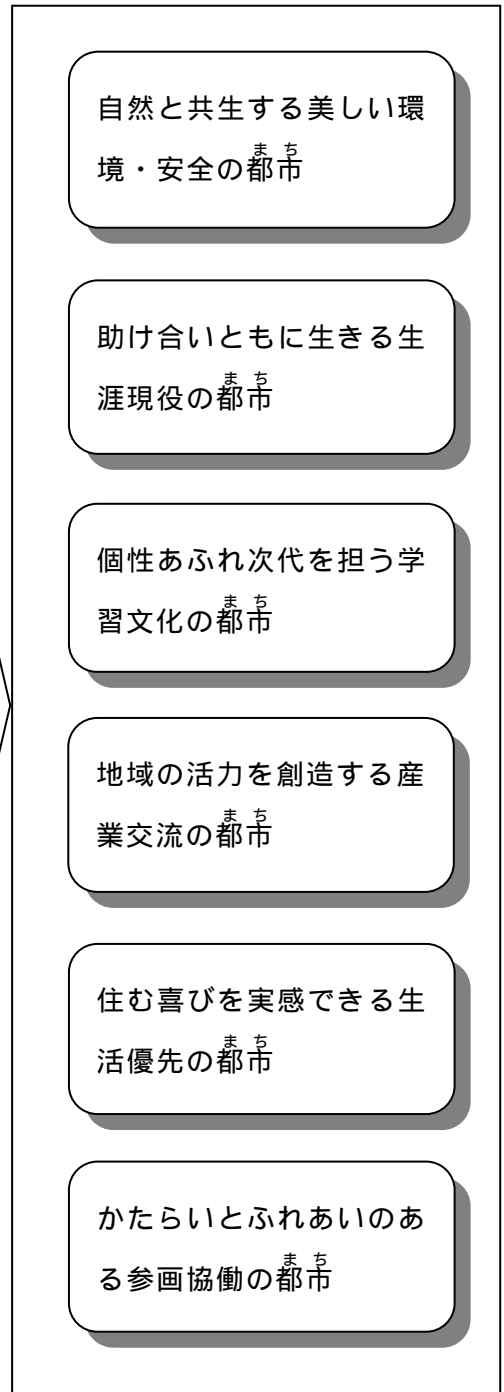 自然と共生する美しい環
境・安全の都市
まち
助け合いともに生きる生
涯現役の都市
まち
個性あふれ次代を担う学
習文化の都市
まち
地域の活力を創造する産
業交流の都市
まち
住む喜びを実感できる生
活優先の都市
まち
かたらいとふれあいのあ
る参画協働の都市
まち